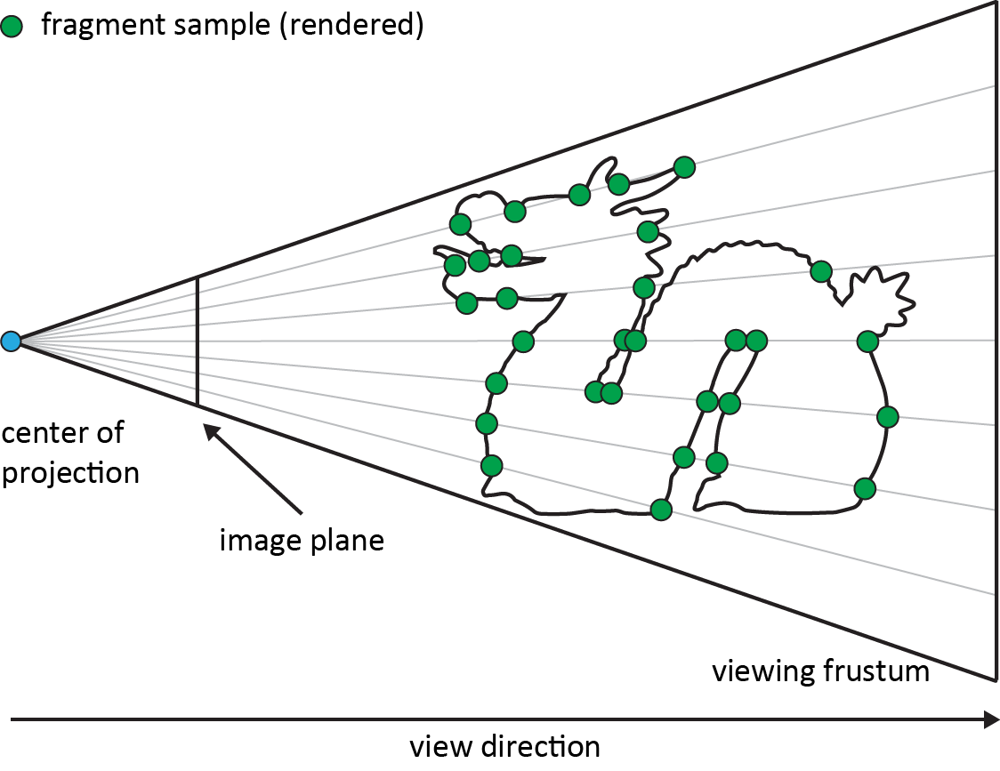 fragment sample (rendered)
center of
projection
image plane
viewing frustum
view direction